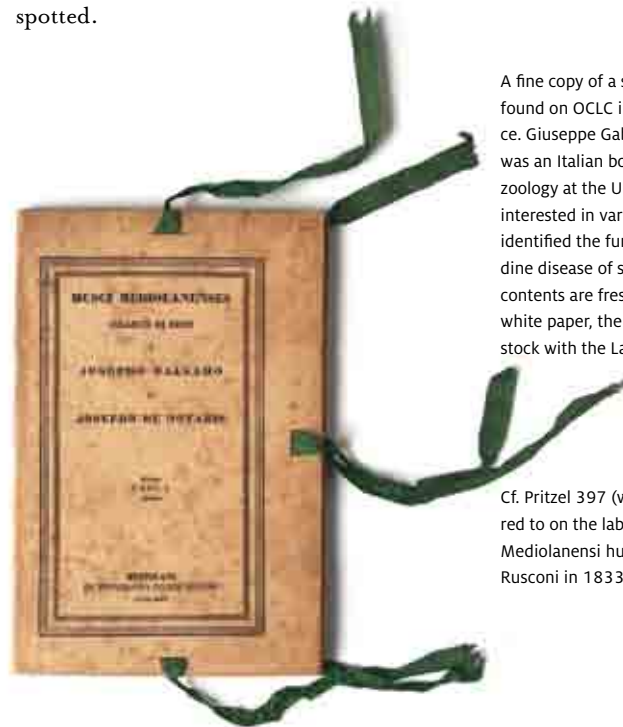 spotted.
A fine copy of a s
found on OCLC i
ce. Giuseppe Gal
was an Italian bo
zoology at the U
interested in var
identified the fur
dine disease of s
contents are fres
white paper, the
stock with the La
MUSCI MEDIOLANENSES
JOSEPHO BALSAMO
ET
JOSEPHO DE NOTARIS
Cf. Pritzel 397 (w
red to on the lab
Mediolanensi hu
Rusconi in 1833